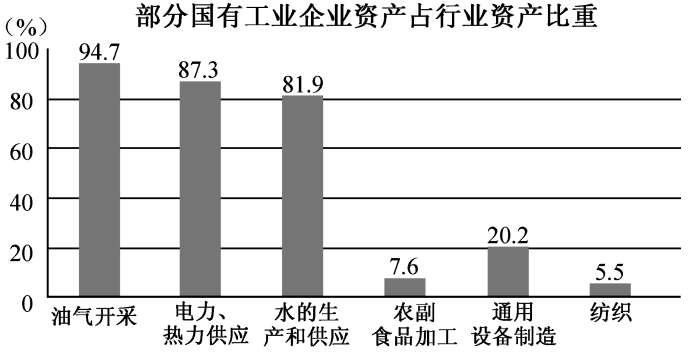 部分国有工业企业资产占行业资产比重
(%)
100
80
60
40
20
0
94.7
87.3
81.9
7.6
20.2
5.5
油气开采
电力、
热力供应
水的生
产和供应
农副
食品加工
通用
设备制造
纺织